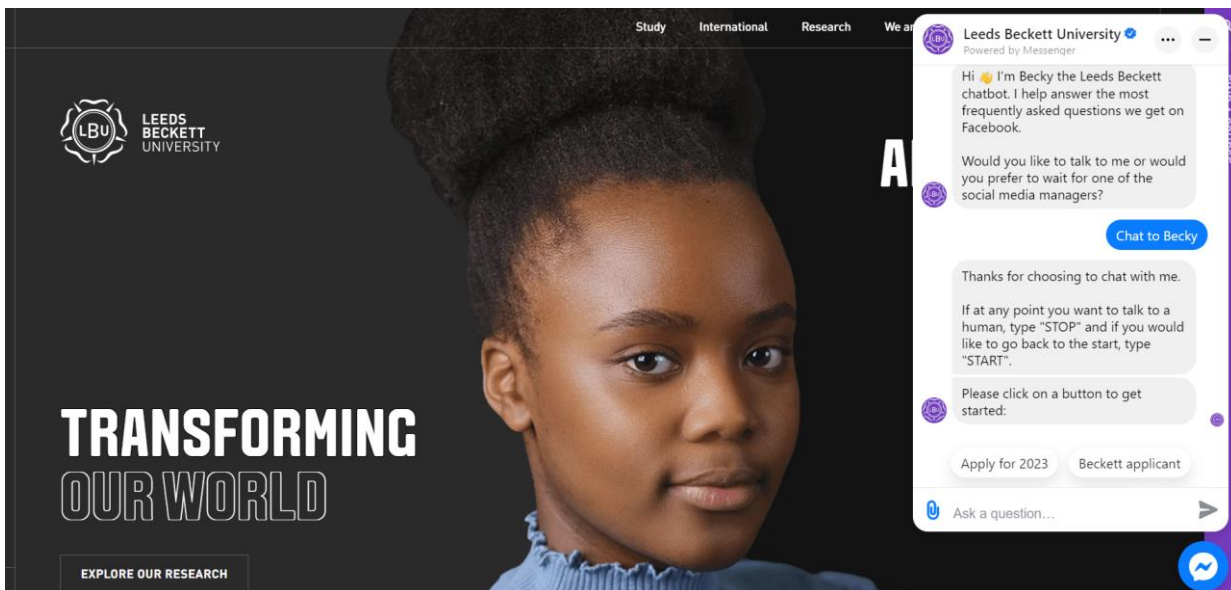 Study
International
Research
We ar
LBU
LEEDS
BECKETT
UNIVERSITY
A
TRANSFORMING
OUR WORLD
EXPLORE OUR RESEARCH
Leeds Beckett University
Powered by Messenger
Hi 👋 I'm Becky the Leeds Beckett
chatbot. I help answer the most
frequently asked questions we get on
Facebook.
Would you like to talk to me or would
you prefer to wait for one of the
social media managers?
Chat to Becky
Thanks for choosing to chat with me.
If at any point you want to talk to a
human, type "STOP" and if you would
like to go back to the start, type
"START".
Please click on a button to get
started:
Apply for 2023
Beckett applicant
Ask a question...